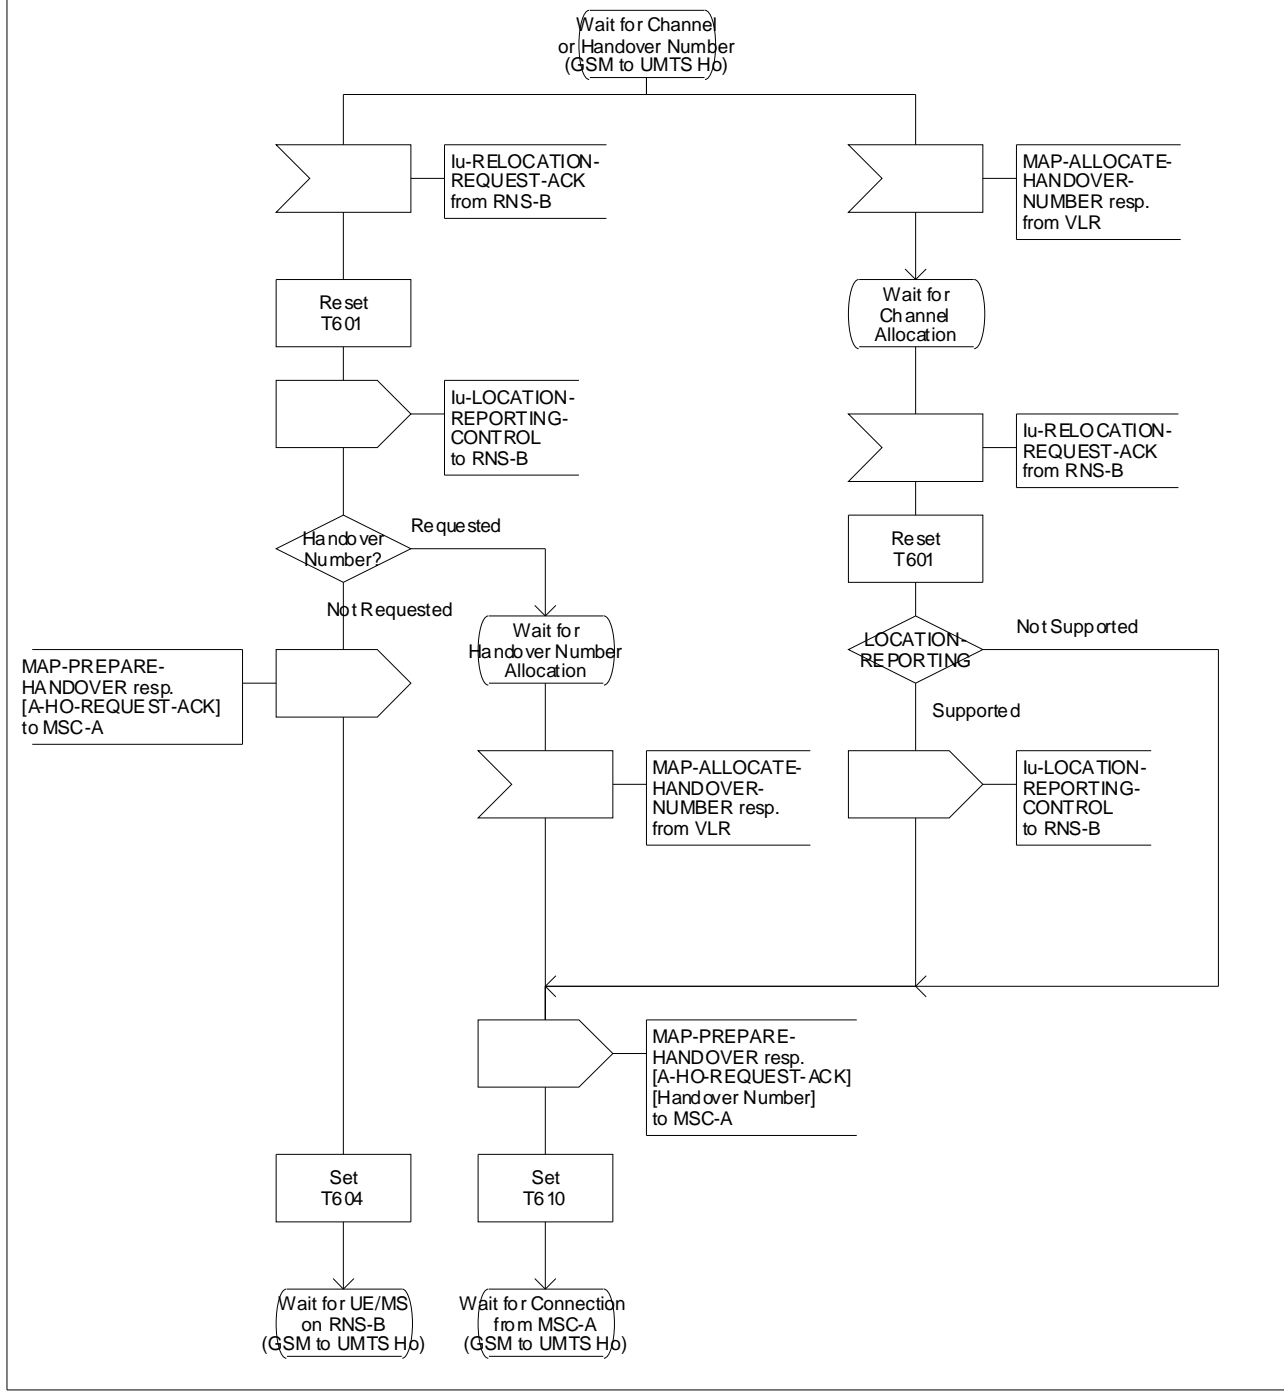 Wait for Channel
or Handover Number
(GSM to UMTS Ho)
Iu-RELOCATION-
REQUEST-ACK
from RNS-B
MAP-ALLOCATE-
HANDOVER-
NUMBER resp.
from VLR
Reset
T601
Wait for
Channel
Allocation
Iu-LOCATION-
REPORTING-
CONTROL
to RNS-B
Iu-RELOCATION-
REQUEST-ACK
from RNS-B
Handover
Number?
Requested
Not Requested
Reset
T601
Wait for
Handover Number
Allocation
LOCATION-
REPORTING
Not Supported
Supported
MAP-PREPARE-
HANDOVER resp.
[A-HO-REQUEST-ACK]
to MSC-A
MAP-ALLOCATE-
HANDOVER-
NUMBER resp.
from VLR
Iu-LOCATION-
REPORTING-
CONTROL
to RNS-B
MAP-PREPARE-
HANDOVER resp.
[A-HO-REQUEST-ACK]
[Handover Number]
to MSC-A
Set
T604
Set
T610
Wait for UE/MS
on RNS-B
(GSM to UMTS Ho)
Wait for Connection
from MSC-A
(GSM to UMTS Ho)